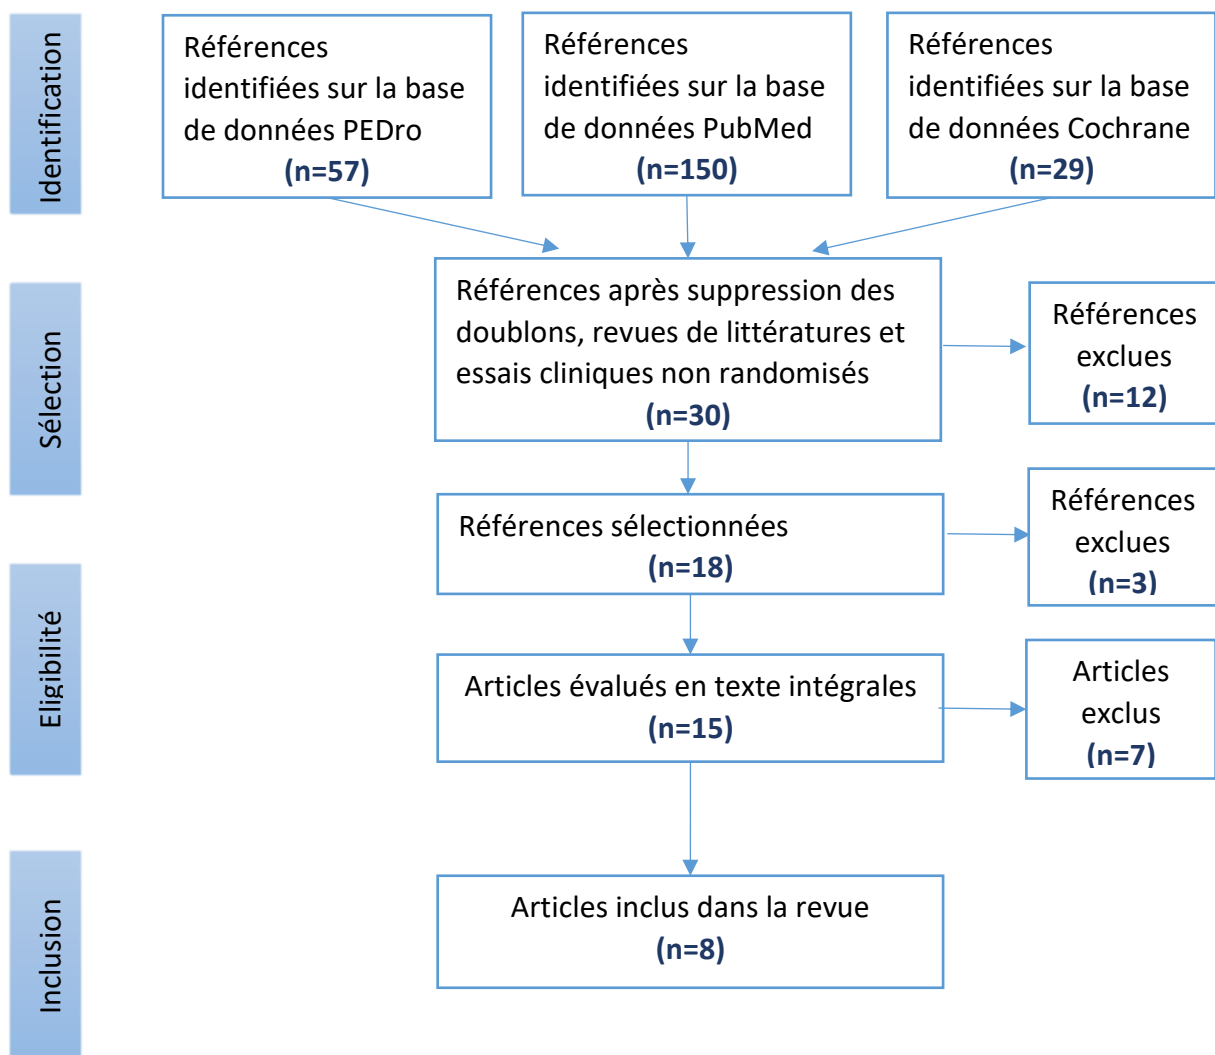 Identification
Références
identifiées sur la base
de données PEDro
(n=57)
Références
identifiées sur la base
de données PubMed
(n=150)
Références
identifiées sur la base
de données Cochrane
(n=29)
Sélection
Références après suppression des
doublons, revues de littératures et
essais cliniques non randomisés
(n=30)
Références
exclues
(n=12)
Références sélectionnées
(n=18)
Références
exclues
(n=3)
Eligibilité
Articles évalués en texte intégrales
(n=15)
Articles
exclus
(n=7)
Inclusion
Articles inclus dans la revue
(n=8)